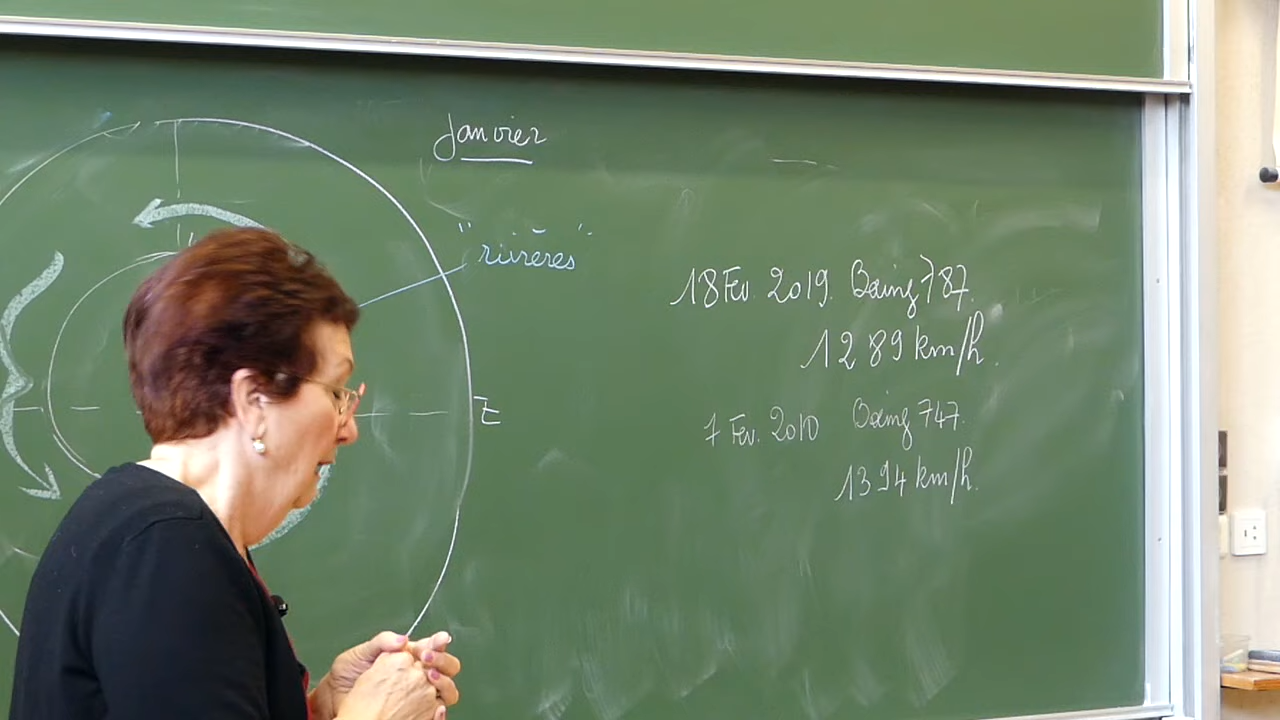 Janvier
"rivières"
E
18 Fev 2019. Boeing 787.
1289 km/h.
7 Fev. 2010 Boeing 747.
1394 km/h.